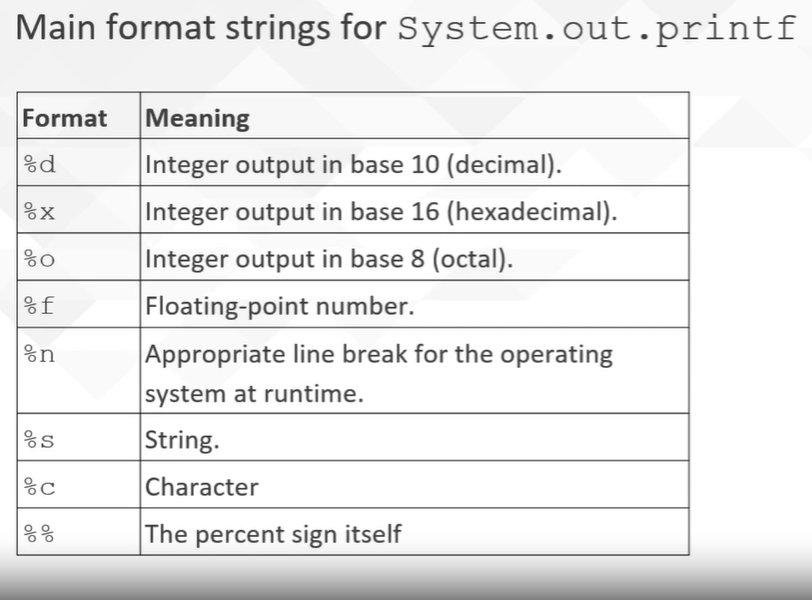 Main format strings for System.out.printf
Format Meaning
%d Integer output in base 10 (decimal).
%x Integer output in base 16 (hexadecimal).
%o Integer output in base 8 (octal).
%f Floating-point number.
%n Appropriate line break for the operating
system at runtime.
%s String.
%c Character
%% The percent sign itself